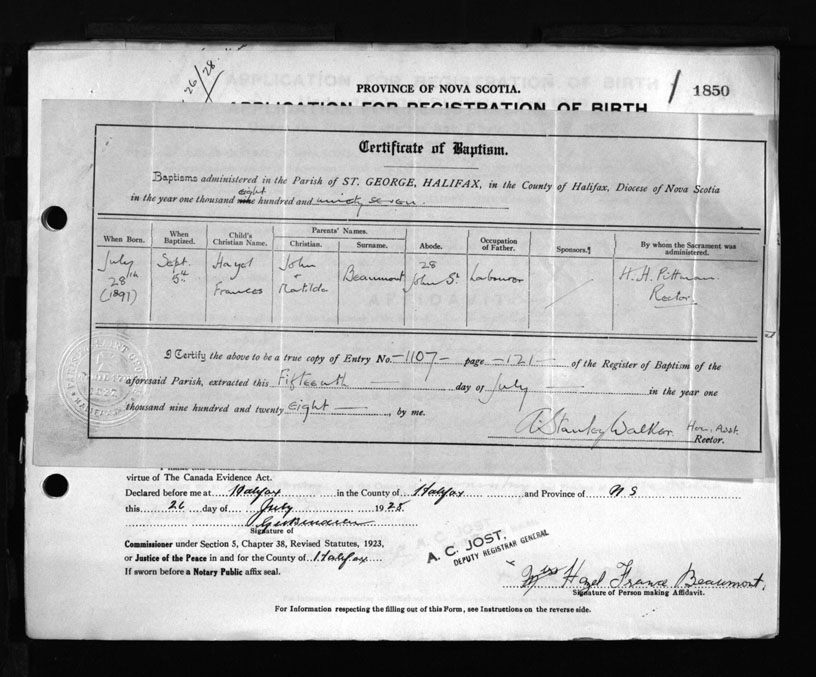 26/28
PROVINCE OF NOVA SCOTIA.
1850
APPLICATION FOR REGISTRATION OF BIRTH
Certificate of Baptism.
Baptisms administered in the Parish of ST. GEORGE, HALIFAX, in the County of Halifax, Diocese of Nova Scotia
eight
in the year one thousand nine hundred and ninety seven.
When Born. When Baptized. Child's Christian Name. Parents' Names. Christian. Surname. Abode. Occupation of Father. Sponsors.¶ By whom the Sacrament was administered.
July 28th (1897) Sept. 5th Hazel Frances John + Matilda Beaumont 28 John St Labourer H. H. Pittman Rector
I Certify the above to be a true copy of Entry No. -1107- page -121- of the Register of Baptism of the
aforesaid Parish, extracted this Fifteenth day of July in the year one
thousand nine hundred and twenty eight, by me.
A. Stanley Walker Hon. Asst.
Rector.
virtue of The Canada Evidence Act.
Declared before me at Halifax in the County of Halifax and Province of N S
this 26 day of July 1928
Signature of
Commissioner under Section 5, Chapter 38, Revised Statutes, 1923,
or Justice of the Peace in and for the County of Halifax
If sworn before a Notary Public affix seal.
A. C. JOST,
DEPUTY REGISTRAR GENERAL
x Miss Hazel France Beaumont.
Signature of Person making Affidavit.
For Information respecting the filling out of this Form, see Instructions on the reverse side.